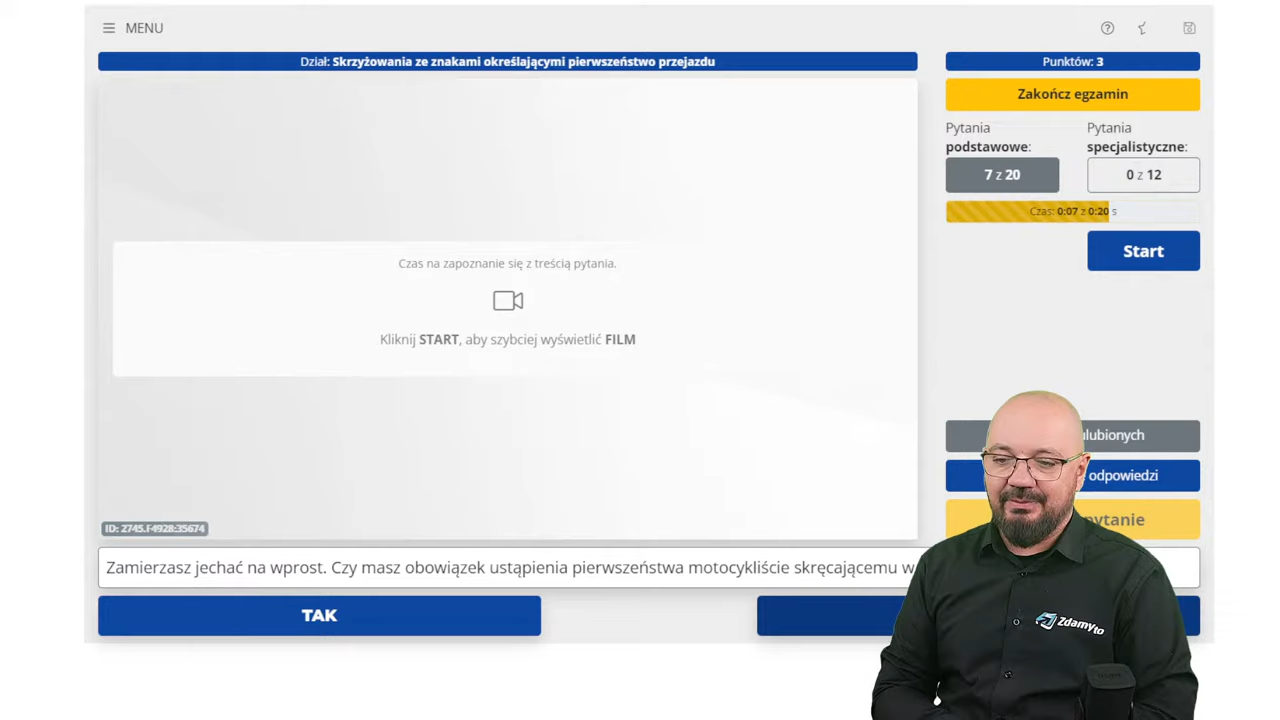 MENU
Dział: Skrzyżowania ze znakami określającymi pierwszeństwo przejazdu
Punktów: 3
Zakończ egzamin
Pytania podstawowe:
Pytania specjalistyczne:
7 z 20
0 z 12
Czas: 0:07 z 0:20 s
Start
Czas na zapoznanie się z treścią pytania.
Kliknij START, aby szybciej wyświetlić FILM
ulubionych
odpowiedzi
pytanie
ID: 2745.F4928:35674
Zamierzasz jechać na wprost. Czy masz obowiązek ustąpienia pierwszeństwa motocykliście skręcającemu w
TAK
Zdamyto